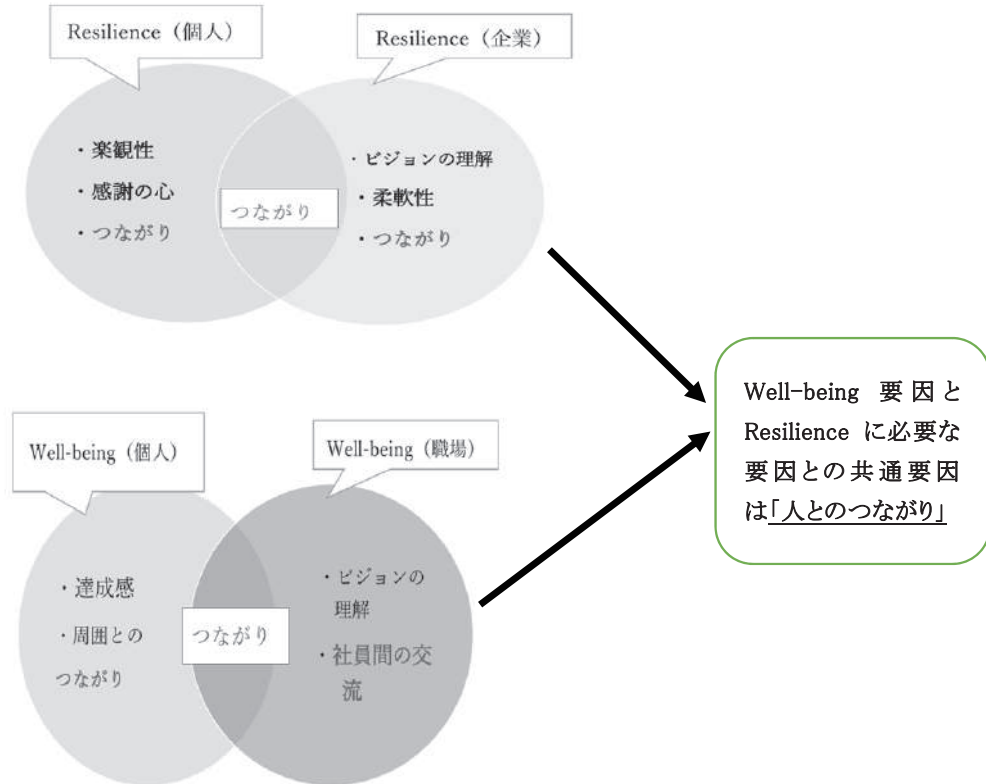 Resilience（個人）
Resilience（企業）
・楽観性
・感謝の心
・つながり
つながり
・ビジョンの理解
・柔軟性
・つながり
Well-being（個人）
Well-being（職場）
・達成感
・周囲との
つながり
つながり
・ビジョンの
理解
・社員間の交
流
Well-being 要因と
Resilience に必要な
要因との共通要因
は「人とのつながり」